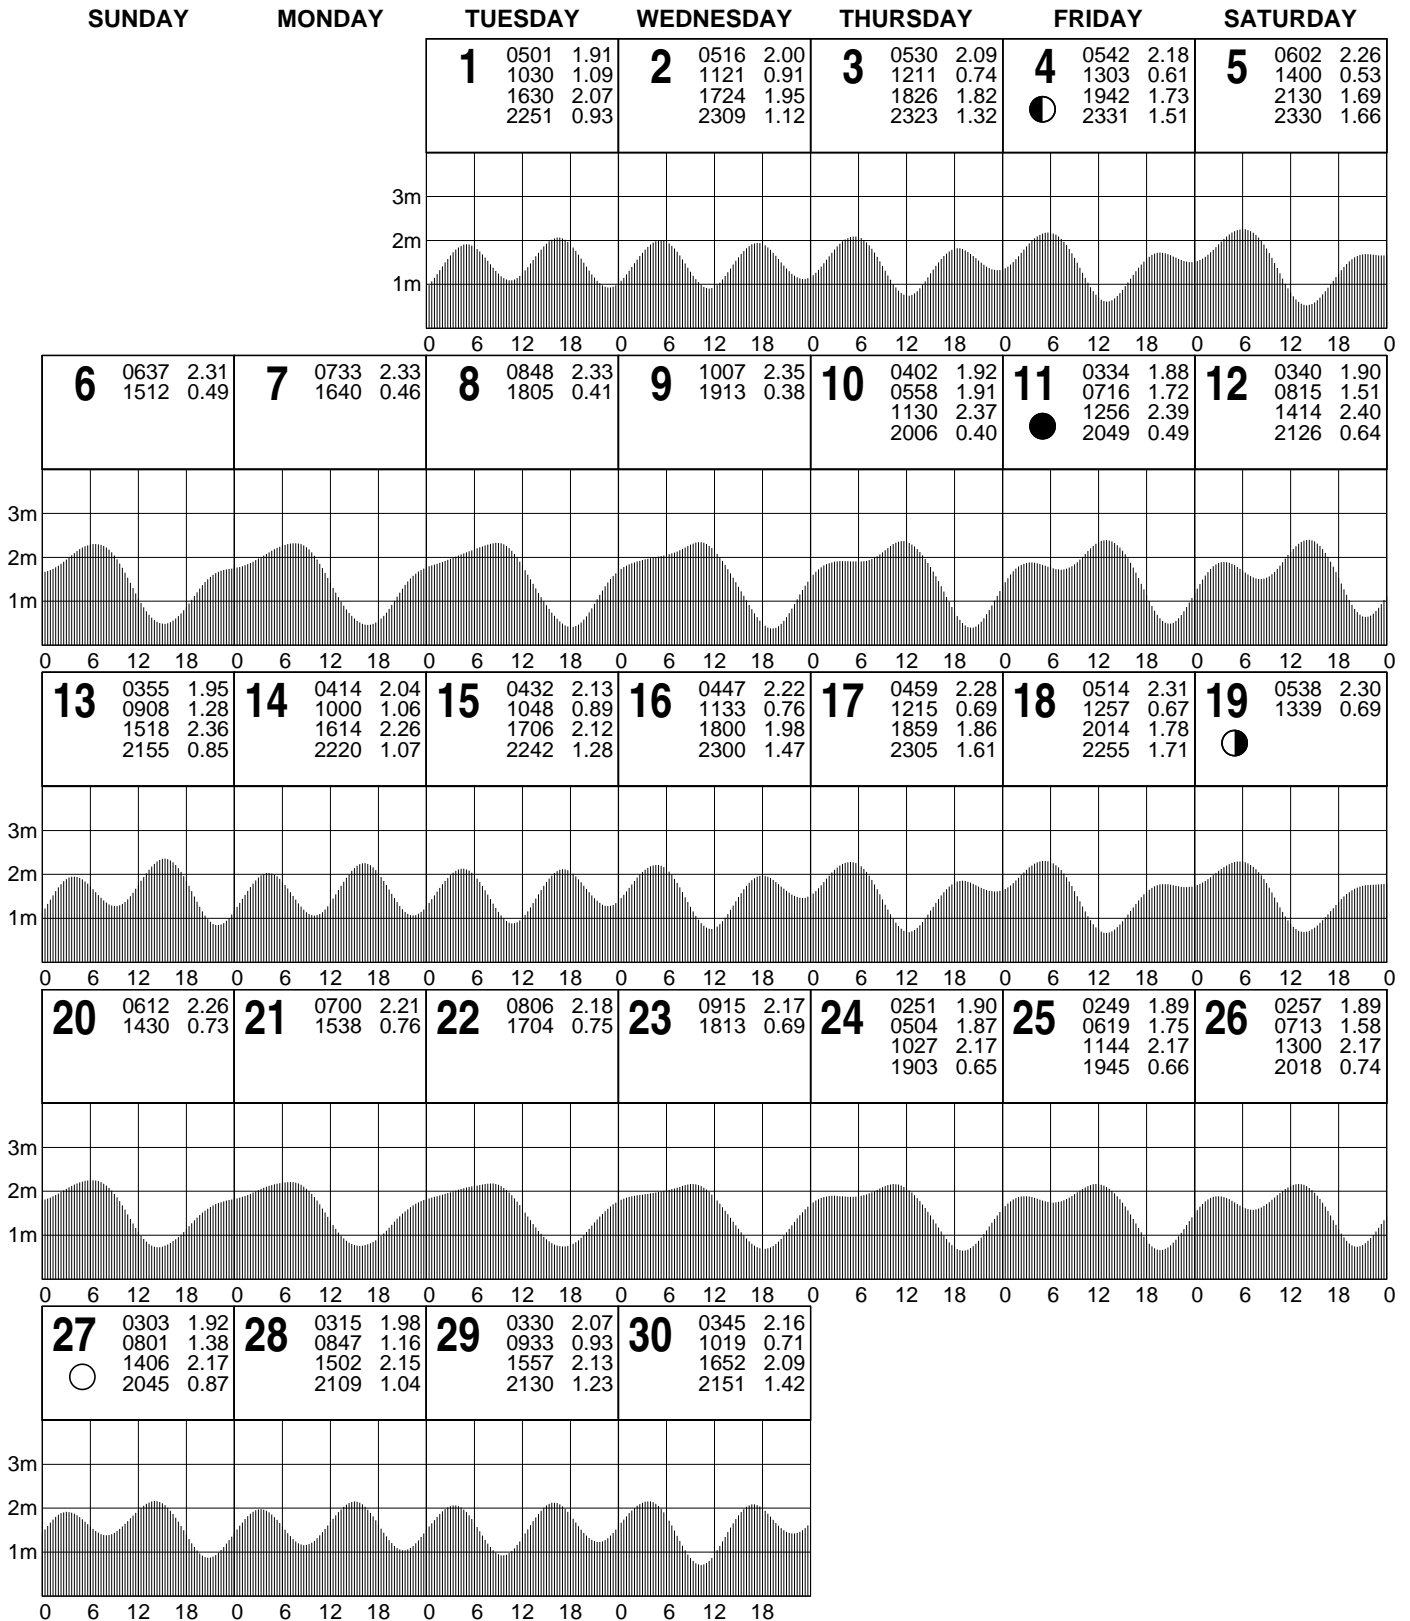 SUNDAY MONDAY TUESDAY WEDNESDAY THURSDAY FRIDAY SATURDAY
1 0501 1.91 2 0516 2.00 3 0530 2.09 4 0542 2.18 5 0602 2.26
1030 1.09 1121 0.91 1211 0.74 1303 0.61 1400 0.53
1630 2.07 1724 1.95 1826 1.82 1942 1.73 2130 1.69
2251 0.93 2309 1.12 2323 1.32 2331 1.51 2330 1.66
3m
2m
1m
0 6 12 18 0 6 12 18 0 6 12 18 0 6 12 18 0 6 12 18 0
6 0637 2.31 7 0733 2.33 8 0848 2.33 9 1007 2.35 10 0402 1.92 11 0334 1.88 12 0340 1.90
1512 0.49 1640 0.46 1805 0.41 1913 0.38 0558 1.91 0716 1.72 0815 1.51
1130 2.37 1256 2.39 1414 2.40
2006 0.40 2049 0.49 2126 0.64
3m
2m
1m
0 6 12 18 0 6 12 18 0 6 12 18 0 6 12 18 0 6 12 18 0 6 12 18 0 6 12 18 0
13 0355 1.95 14 0414 2.04 15 0432 2.13 16 0447 2.22 17 0459 2.28 18 0514 2.31 19 0538 2.30
0908 1.28 1000 1.06 1048 0.89 1133 0.76 1215 0.69 1257 0.67 1339 0.69
1518 2.36 1614 2.26 1706 2.12 1800 1.98 1859 1.86 2014 1.78
2155 0.85 2220 1.07 2242 1.28 2300 1.47 2305 1.61 2255 1.71
3m
2m
1m
0 6 12 18 0 6 12 18 0 6 12 18 0 6 12 18 0 6 12 18 0 6 12 18 0 6 12 18 0
20 0612 2.26 21 0700 2.21 22 0806 2.18 23 0915 2.17 24 0251 1.90 25 0249 1.89 26 0257 1.89
1430 0.73 1538 0.76 1704 0.75 1813 0.69 0504 1.87 0619 1.75 0713 1.58
1027 2.17 1144 2.17 1300 2.17
1903 0.65 1945 0.66 2018 0.74
3m
2m
1m
0 6 12 18 0 6 12 18 0 6 12 18 0 6 12 18 0 6 12 18 0 6 12 18 0 6 12 18 0
27 0303 1.92 28 0315 1.98 29 0330 2.07 30 0345 2.16
0801 1.38 0847 1.16 0933 0.93 1019 0.71
1406 2.17 1502 2.15 1557 2.13 1652 2.09
2045 0.87 2109 1.04 2130 1.23 2151 1.42
3m
2m
1m
0 6 12 18 0 6 12 18 0 6 12 18 0 6 12 18